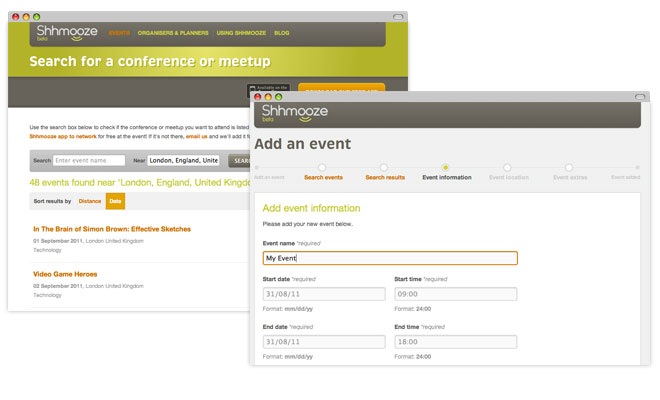 Shhmooze
beta
EVENTS ORGANISERS & PLANNERS USING SHHMOOZE BLOG
Search for a conference or meetup
Available on the
Use the search box below to check if the conference or meetup you want to attend is listed
Shhmooze app to network for free at the event! If it's not there, email us and we'll add it f
Search Enter event name Near London, England, Unite SEARC
48 events found near 'London, England, United Kingdo
Sort results by Distance Date
In The Brain of Simon Brown: Effective Sketches
01 September 2011, London United Kingdom
Technology
Video Game Heroes
02 September 2011, London United Kingdom
Technology
Shhmooze
beta
Add an event
Add an event Search events Search results Event information Event location Event extras Event added
Add event information
Please add your new event below.
Event name *required
My Event
Start date *required Start time *required
31/08/11 09:00
Format: mm/dd/yy Format: 24:00
End date *required End time *required
31/08/11 18:00
Format: mm/dd/yy Format: 24:00